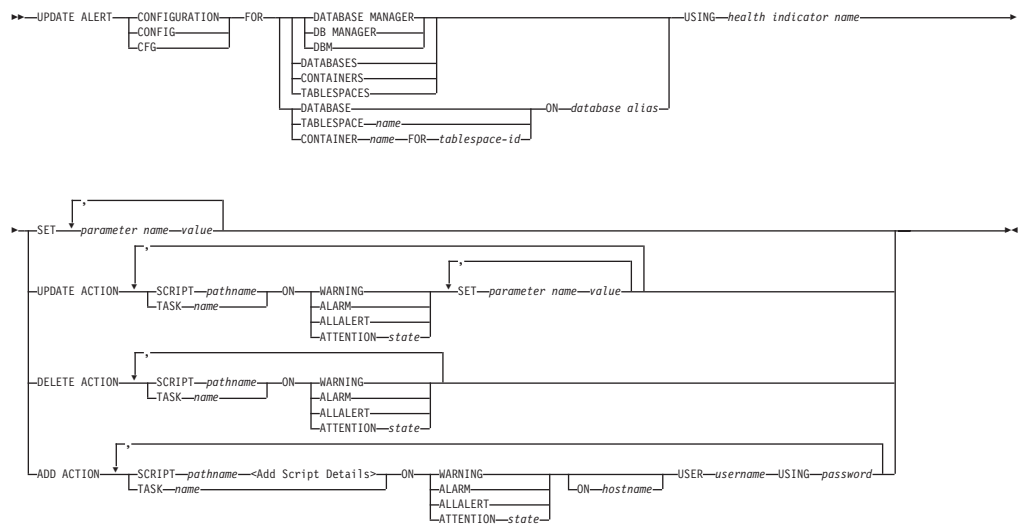 UPDATE ALERT CONFIGURATION FOR DATABASE MANAGER USING health indicator name
CONFIG DB MANAGER
CFG DBM
DATABASES
CONTAINERS
TABLESPACES
DATABASE ON database alias
TABLESPACE name
CONTAINER name FOR tablespace-id
,
SET parameter name value
, ,
UPDATE ACTION SCRIPT pathname ON WARNING SET parameter name value
TASK name ALARM
ALLALERT
ATTENTION state
,
DELETE ACTION SCRIPT pathname ON WARNING
TASK name ALARM
ALLALERT
ATTENTION state
,
ADD ACTION SCRIPT pathname <Add Script Details> ON WARNING USER username USING password
TASK name ALARM ON hostname
ALLALERT
ATTENTION state